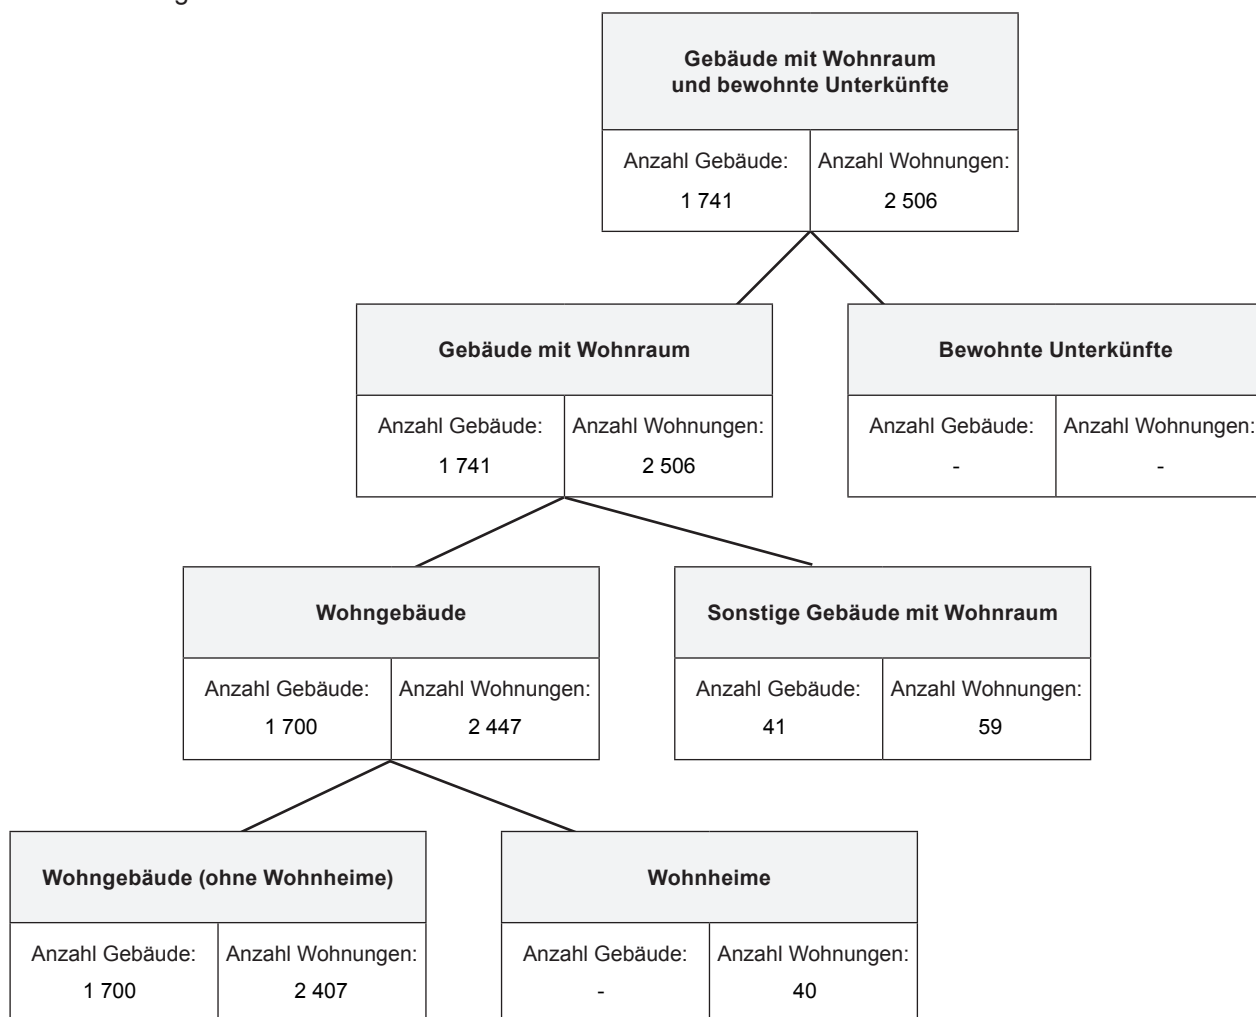 Gebäude mit Wohnraum
und bewohnte Unterkünfte
Anzahl Gebäude: Anzahl Wohnungen:
1 741 2 506
Gebäude mit Wohnraum Bewohnte Unterkünfte
Anzahl Gebäude: Anzahl Wohnungen: Anzahl Gebäude: Anzahl Wohnungen:
1 741 2 506 - -
Wohngebäude Sonstige Gebäude mit Wohnraum
Anzahl Gebäude: Anzahl Wohnungen: Anzahl Gebäude: Anzahl Wohnungen:
1 700 2 447 41 59
Wohngebäude (ohne Wohnheime) Wohnheime
Anzahl Gebäude: Anzahl Wohnungen: Anzahl Gebäude: Anzahl Wohnungen:
1 700 2 407 - 40